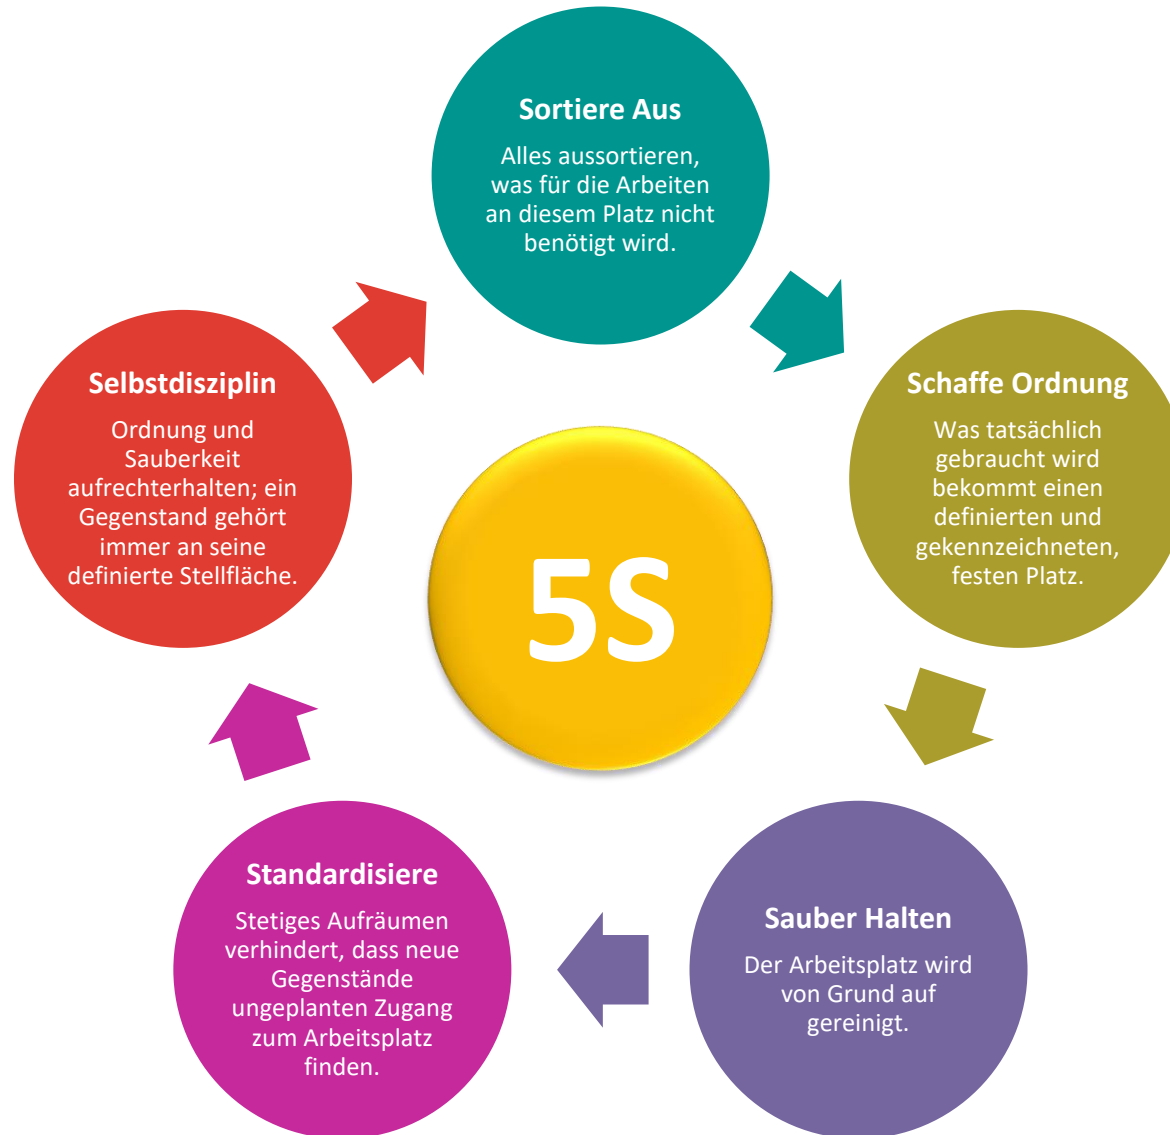 Sortiere Aus
Alles aussortieren,
was für die Arbeiten
an diesem Platz nicht
benötigt wird.
Schaffe Ordnung
Was tatsächlich
gebraucht wird
bekommt einen
definierten und
gekennzeichneten,
festen Platz.
Sauber Halten
Der Arbeitsplatz wird
von Grund auf
gereinigt.
Standardisiere
Stetiges Aufräumen
verhindert, dass neue
Gegenstände
ungeplanten Zugang
zum Arbeitsplatz
finden.
Selbstdisziplin
Ordnung und
Sauberkeit
aufrechterhalten; ein
Gegenstand gehört
immer an seine
definierte Stellfläche.
5S